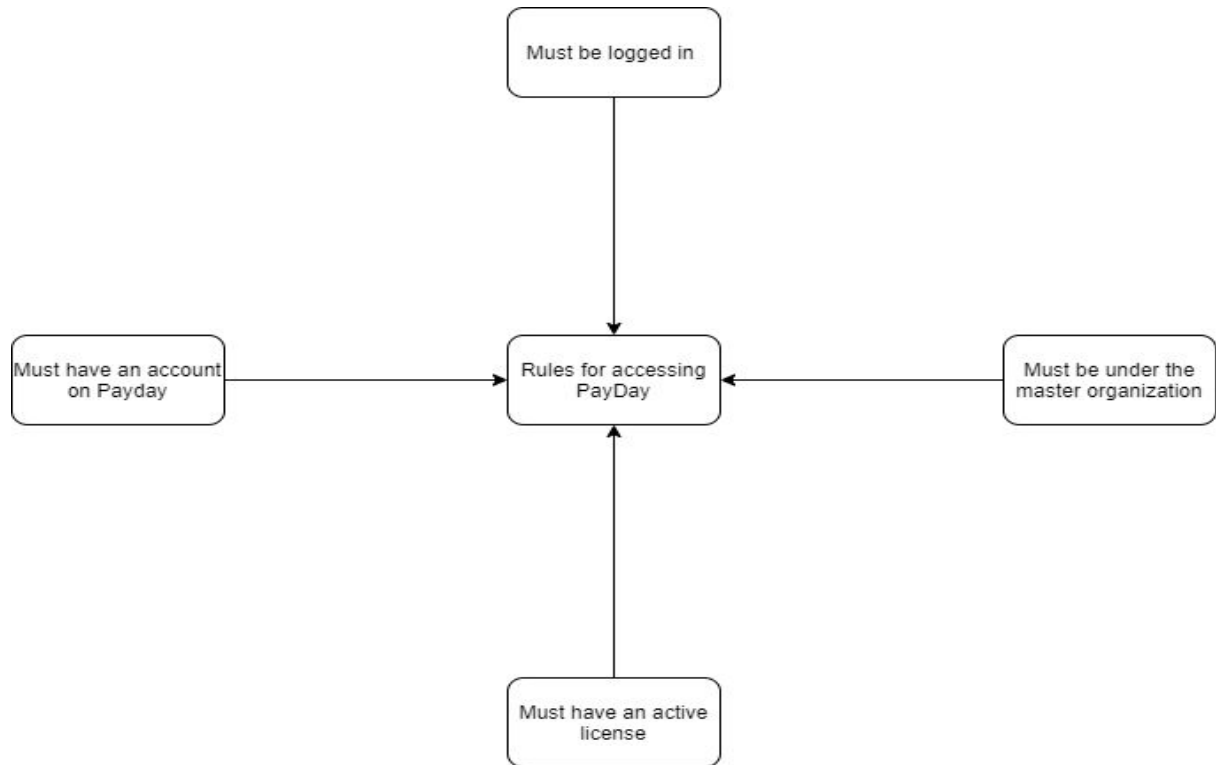 Must be logged in
Must have an account
on Payday
Rules for accessing
PayDay
Must be under the
master organization
Must have an active
license